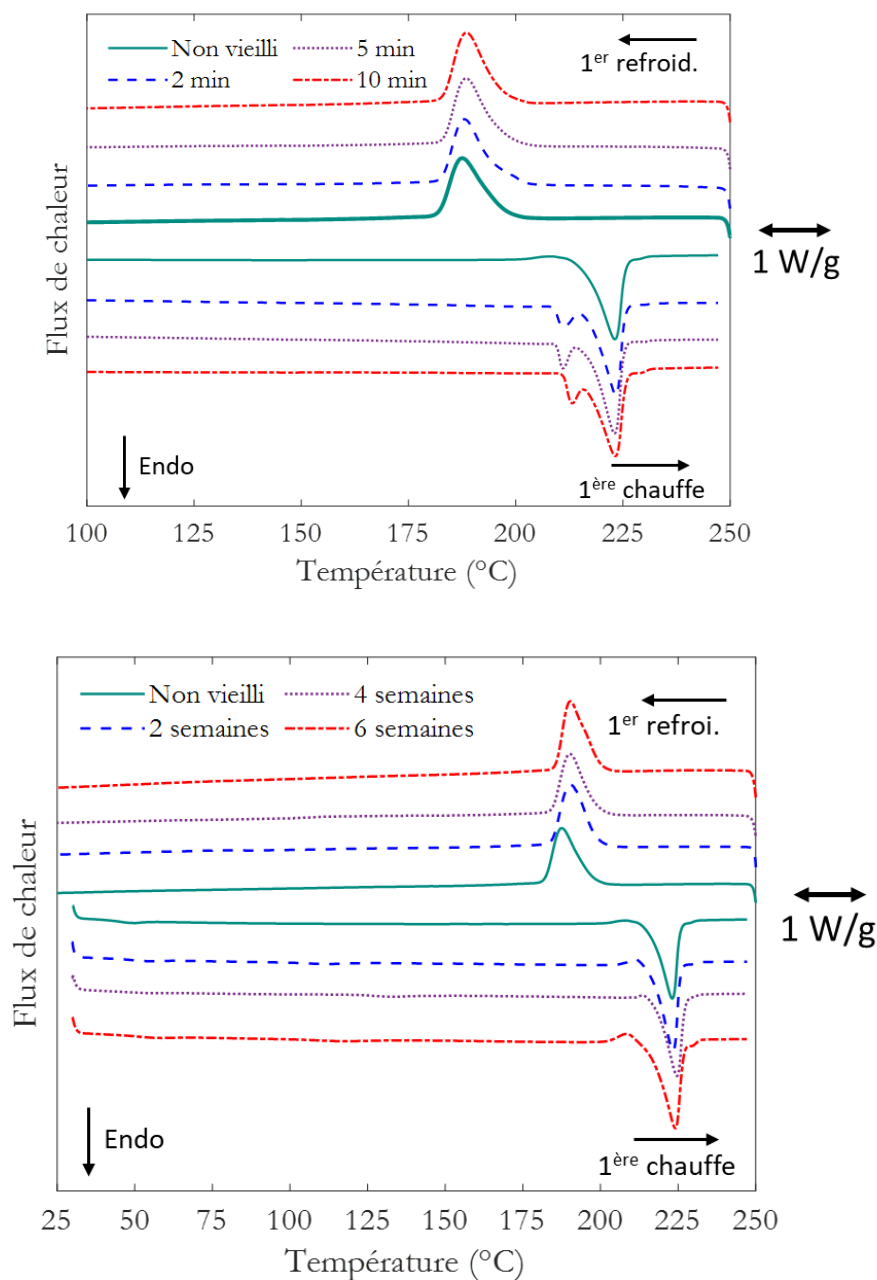 Non vieilli 5 min
2 min 10 min
1er refroid.
Flux de chaleur
1 W/g
Endo
1ère chauffe
100 125 150 175 200 225 250
Température (°C)
Non vieilli 4 semaines
2 semaines 6 semaines
1er refroi.
Flux de chaleur
1 W/g
Endo
1ère chauffe
25 50 75 100 125 150 175 200 225 250
Température (°C)